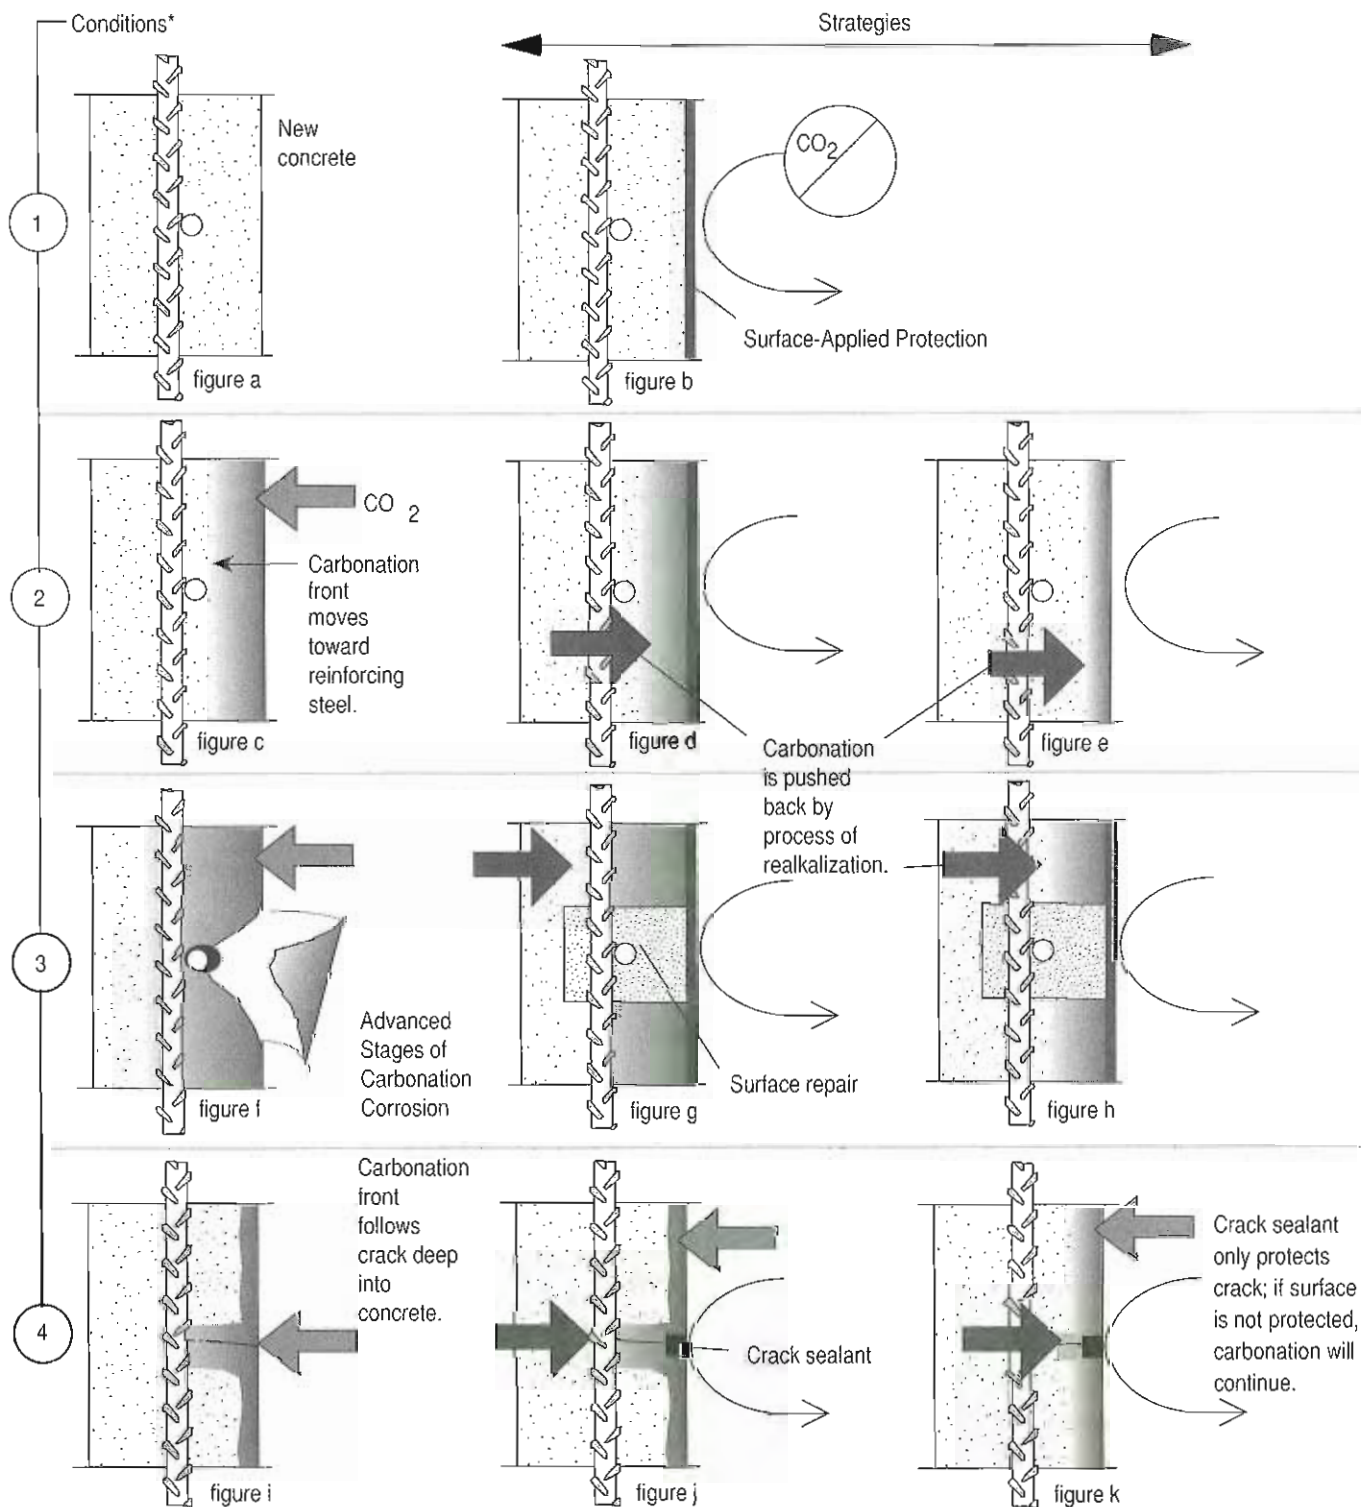 Conditions*
Strategies
1
New
concrete
CO2
Surface-Applied Protection
figure a
figure b
2
CO 2
Carbonation
front
moves
toward
reinforcing
steel.
figure c
figure d
figure e
Carbonation
is pushed
back by
process of
realkalization.
3
Advanced
Stages of
Carbonation
Corrosion
Surface repair
figure f
figure g
figure h
4
Carbonation
front
follows
crack deep
into
concrete.
Crack sealant
Crack sealant
only protects
crack; if surface
is not protected,
carbonation will
continue.
figure i
figure j
figure k